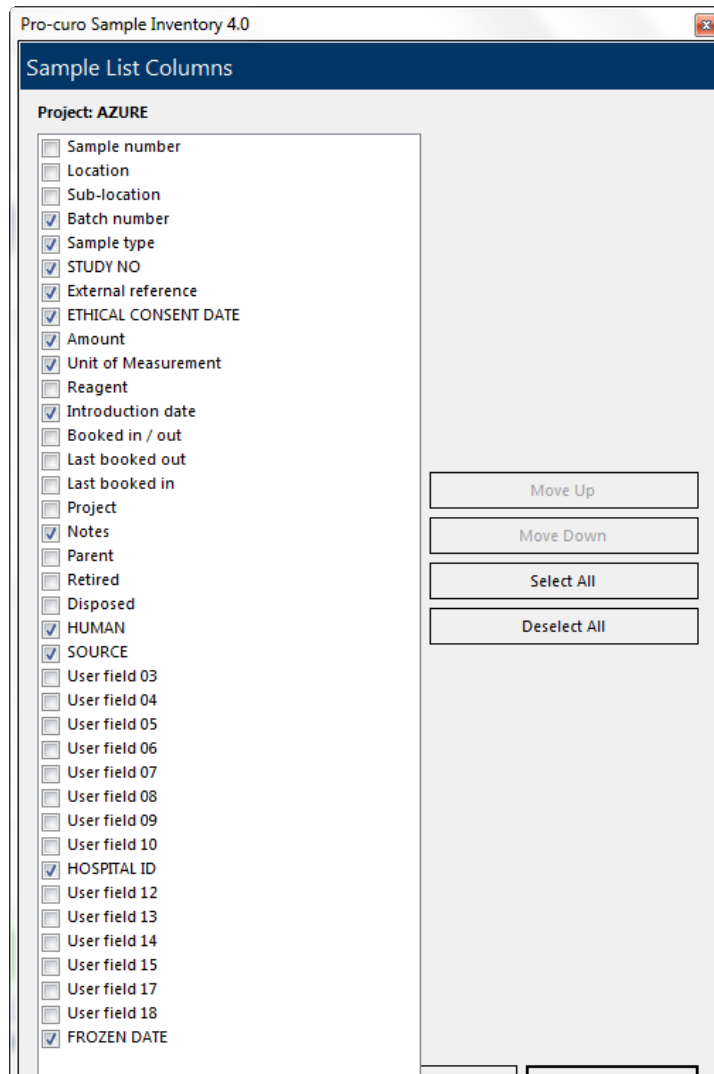 Pro-curo Sample Inventory 4.0
Sample List Columns
Project: AZURE
Sample number
Location
Sub-location
Batch number
Sample type
STUDY NO
External reference
ETHICAL CONSENT DATE
Amount
Unit of Measurement
Reagent
Introduction date
Booked in / out
Last booked out
Last booked in
Project
Notes
Parent
Retired
Disposed
HUMAN
SOURCE
User field 03
User field 04
User field 05
User field 06
User field 07
User field 08
User field 09
User field 10
HOSPITAL ID
User field 12
User field 13
User field 14
User field 15
User field 17
User field 18
FROZEN DATE
Move Up
Move Down
Select All
Deselect All